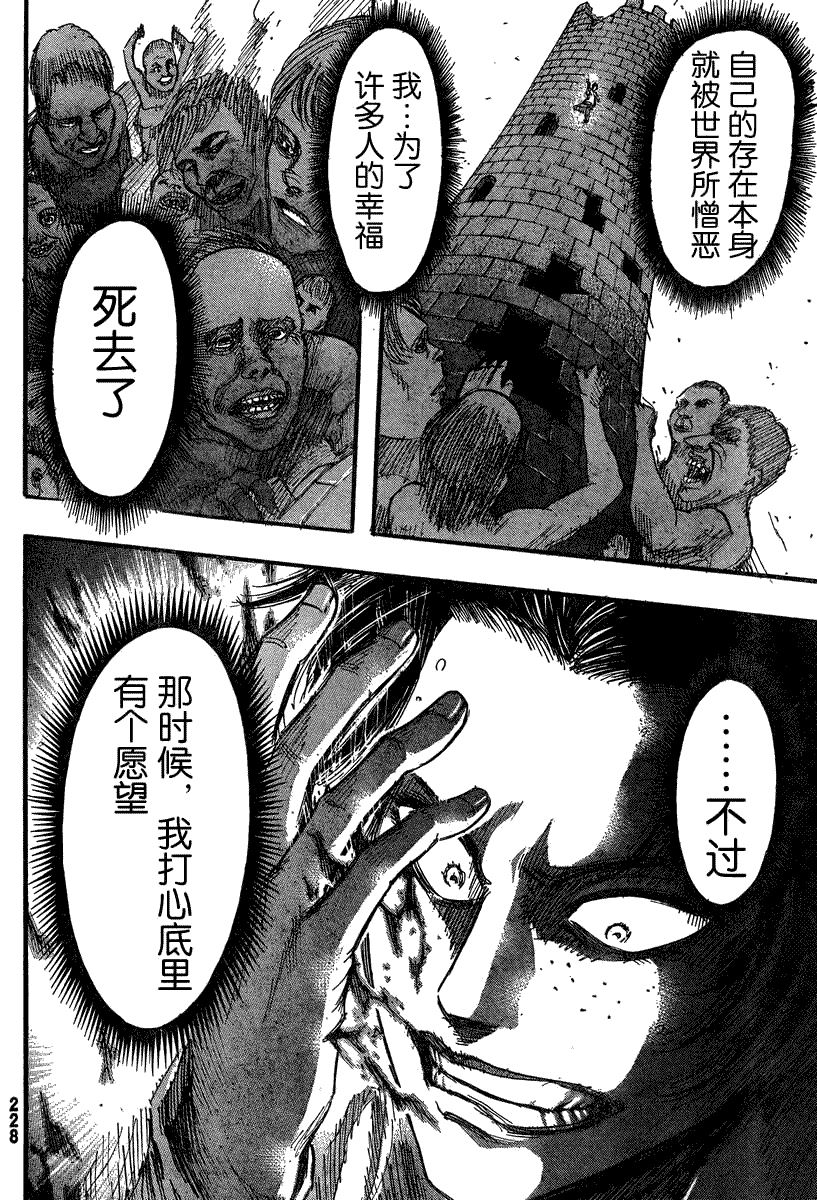 自己的存在本身
就被世界所憎恶
我…为了
许多人的幸福
死去了
……不过
那时候，我打心底里
有个愿望
228